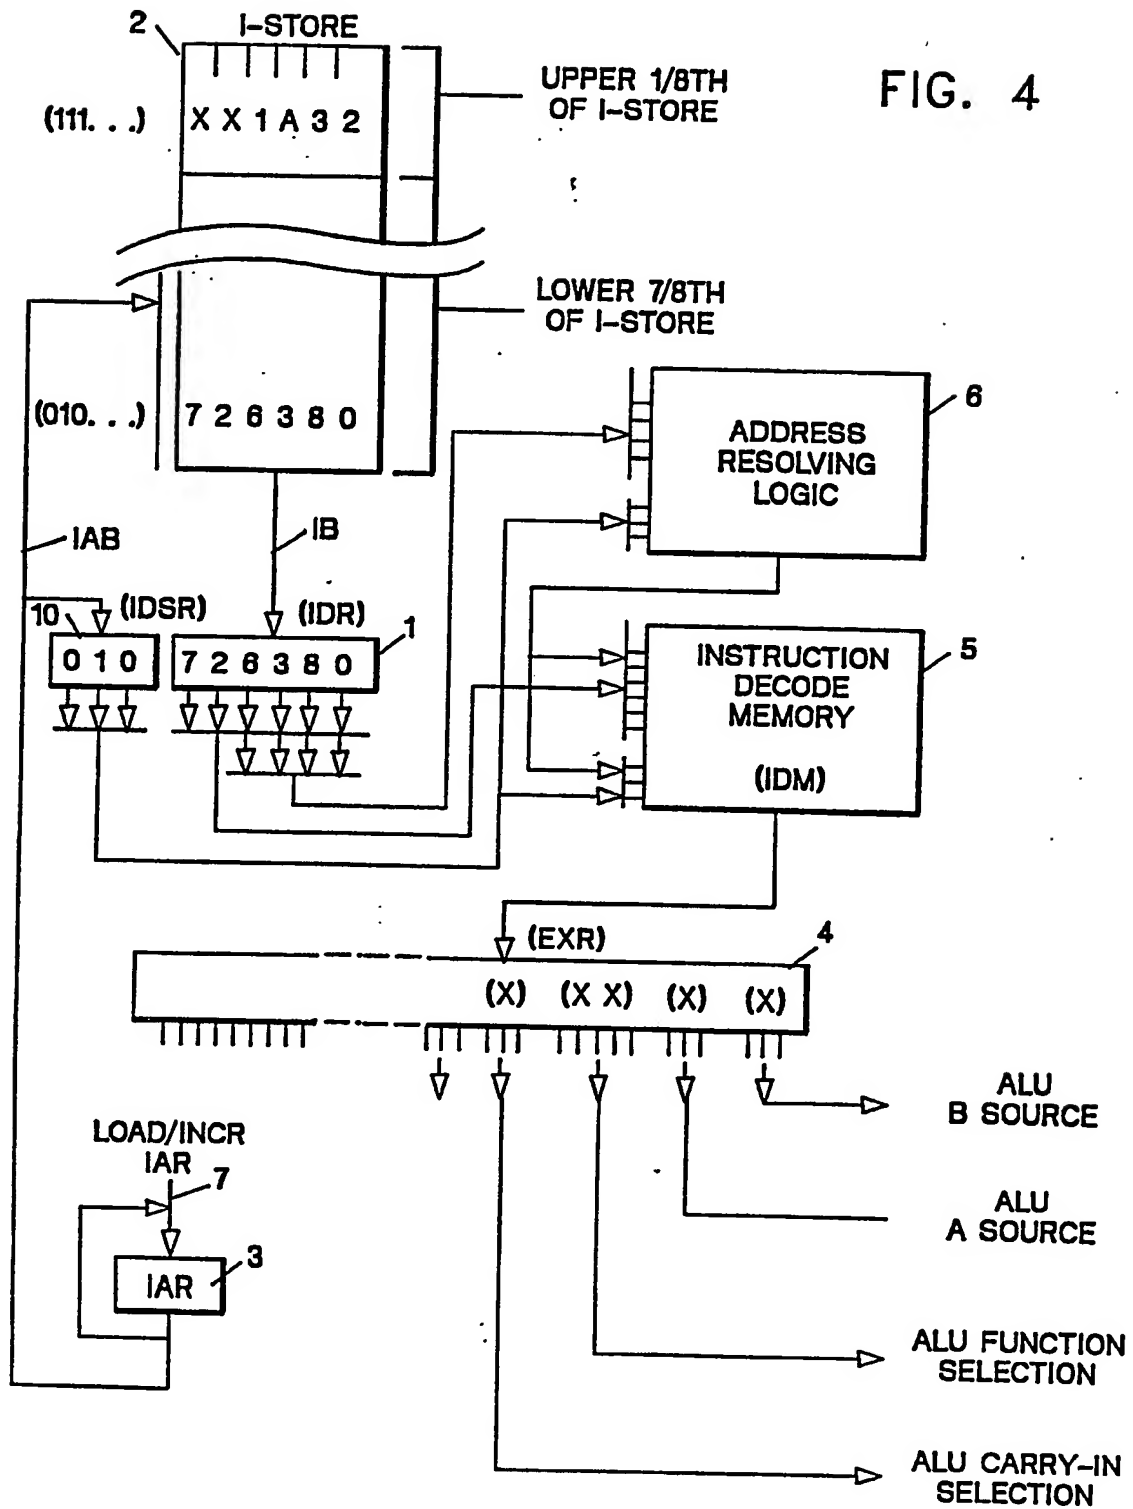 2
I-STORE
UPPER 1/8TH
OF I-STORE
FIG. 4
(111. . .)
X X 1 A 3 2
LOWER 7/8TH
OF I-STORE
(010. . .)
7 2 6 3 8 0
6
ADDRESS
RESOLVING
LOGIC
IAB
IB
10
(IDSR)
(IDR)
1
0 1 0
7 2 6 3 8 0
5
INSTRUCTION
DECODE
MEMORY
(IDM)
(EXR)
4
(X)
(X X)
(X)
(X)
ALU
B SOURCE
LOAD/INCR
IAR
7
ALU
A SOURCE
3
IAR
ALU FUNCTION
SELECTION
ALU CARRY-IN
SELECTION